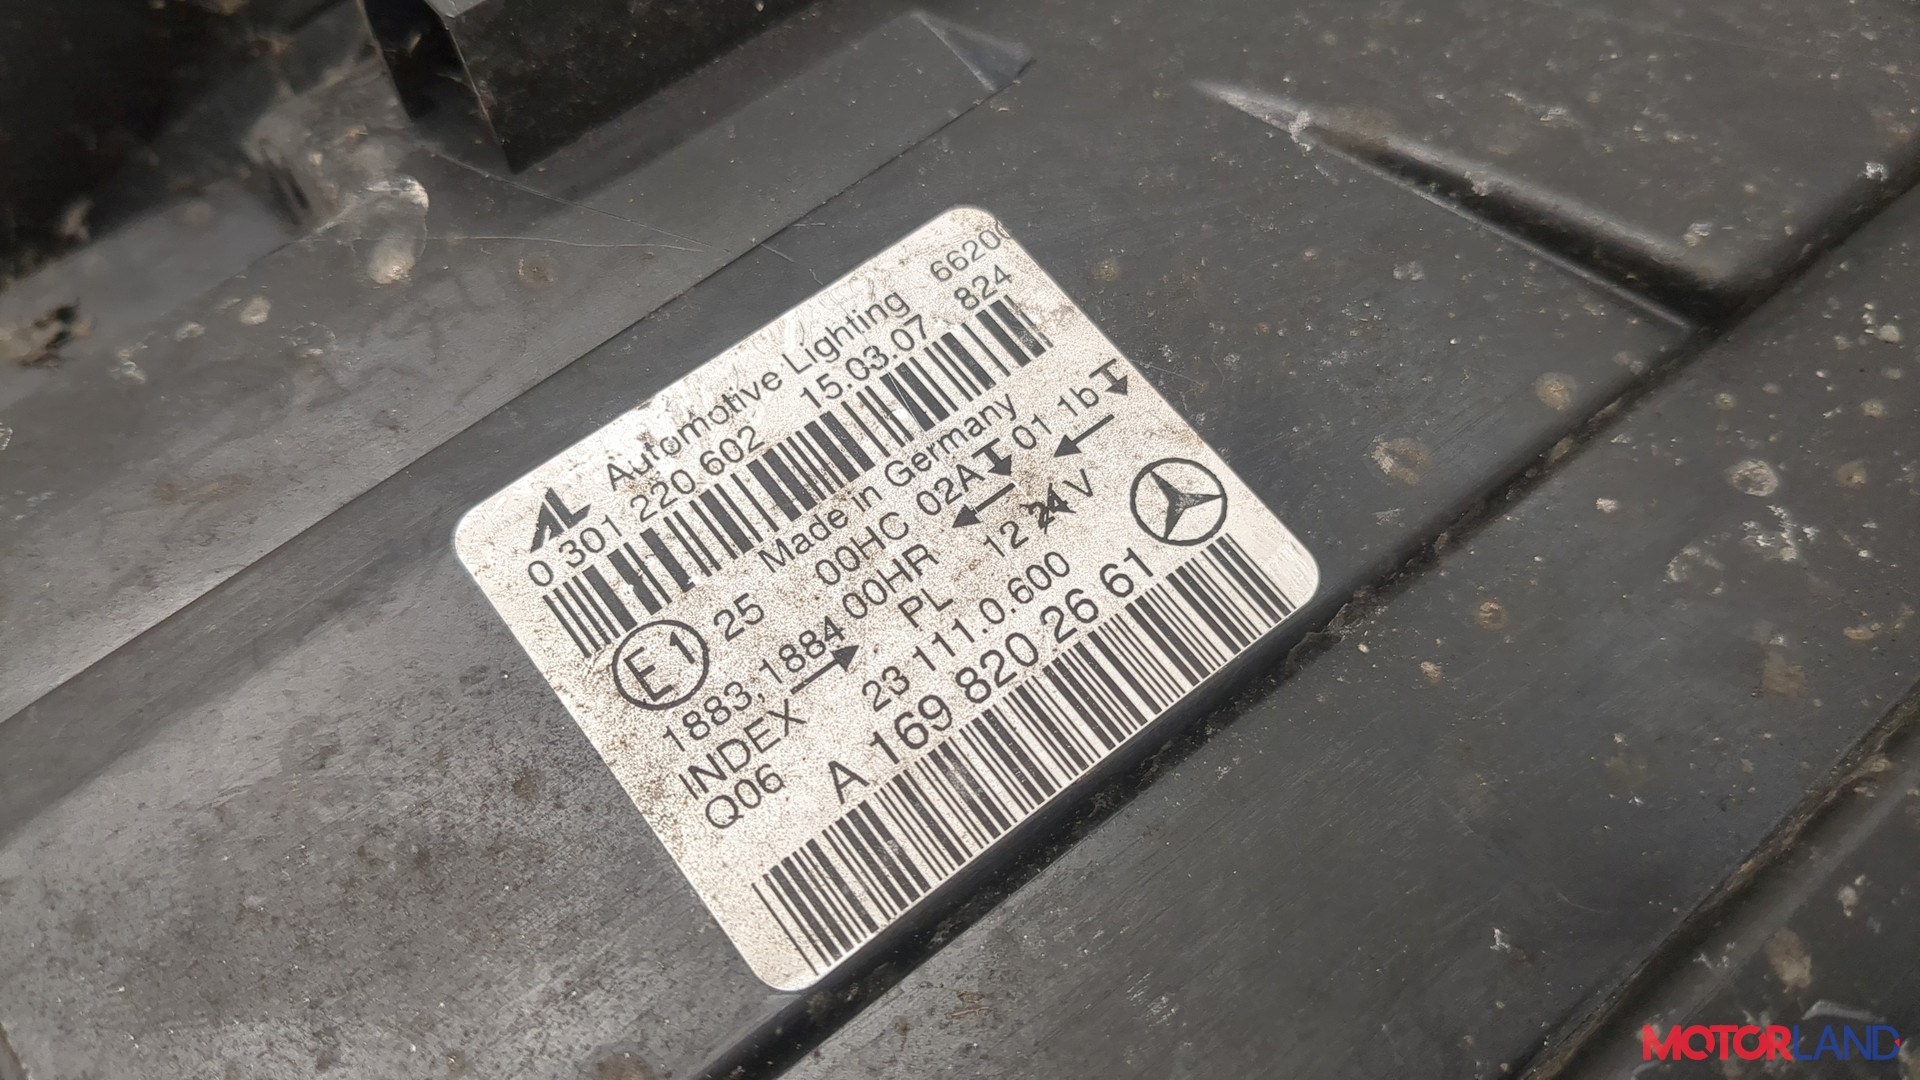 Automotive Lighting 6620
AL 0 301 220 602 15.03.07 824
Made in Germany
E1 25 00HC 02A 01 1b
1883, 1884 00HR
INDEX PL 12 24 V
Q06 23 111.0.600
A 169 820 26 61
MOTORLAND